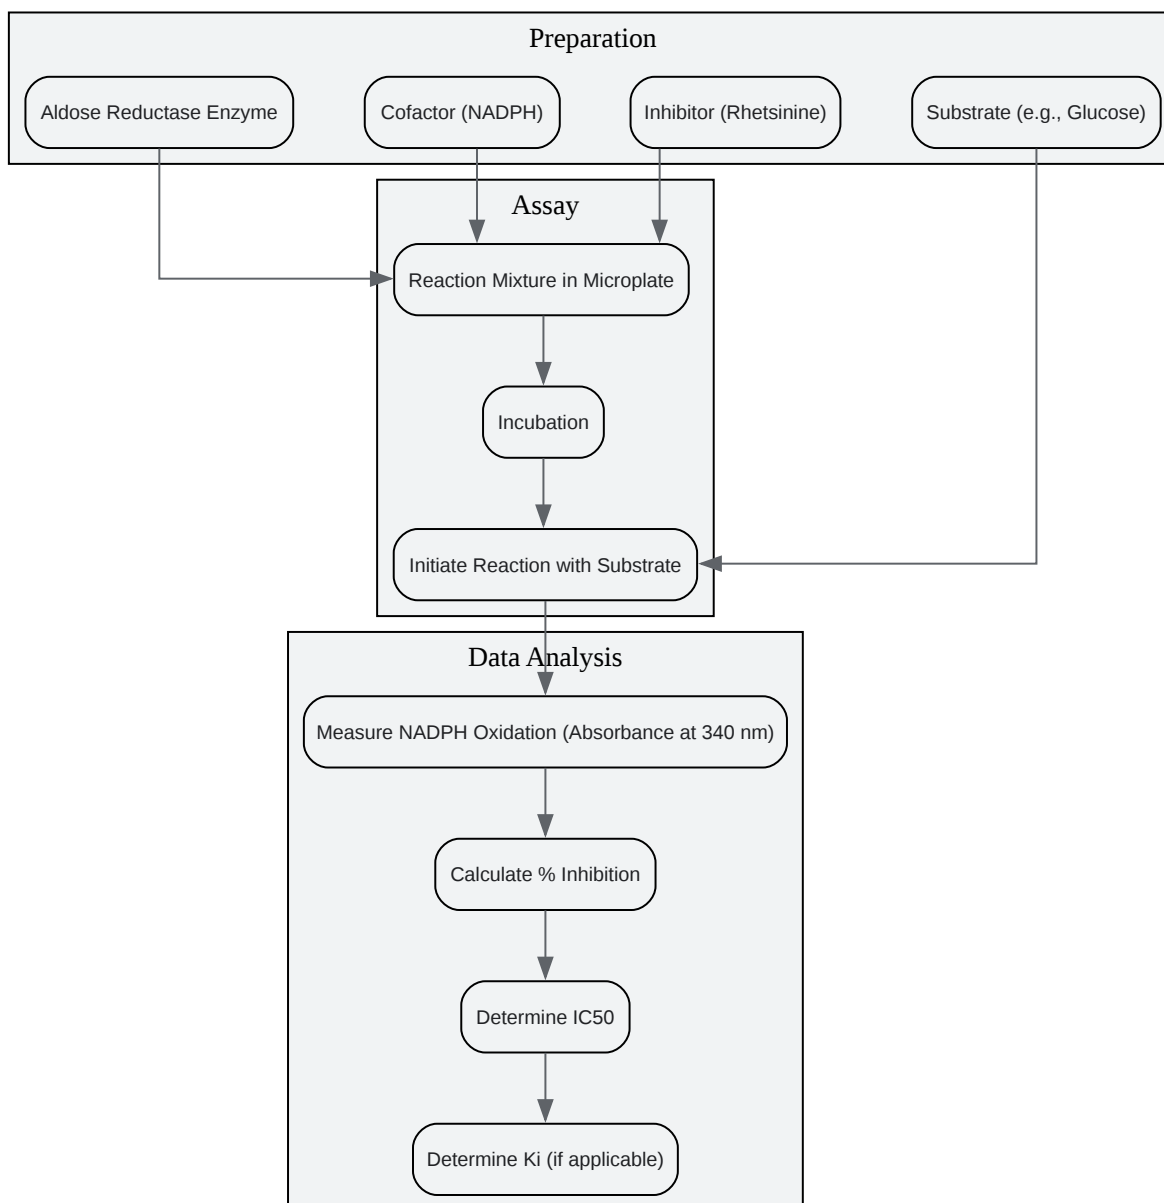 Preparation
Aldose Reductase Enzyme
Cofactor (NADPH)
Inhibitor (Rhetsinine)
Substrate (e.g., Glucose)
Assay
Reaction Mixture in Microplate
Incubation
Initiate Reaction with Substrate
Data Analysis
Measure NADPH Oxidation (Absorbance at 340 nm)
Calculate % Inhibition
Determine IC50
Determine Ki (if applicable)